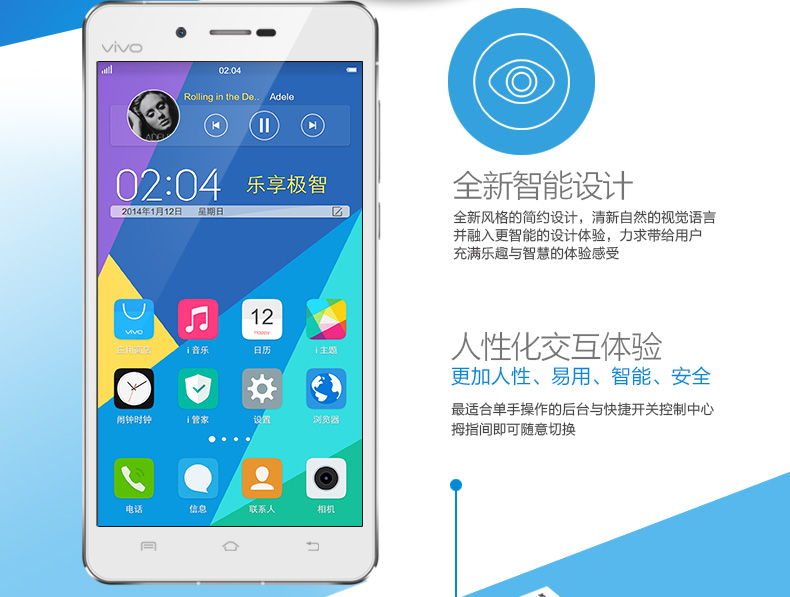 vivo
02:04
Rolling in the De.. Adele
ADELE
02:04 乐享极智
2014年1月12日 星期日
vivo
12
Happy
应用商店 i 音乐 日历 i 主题
闹钟时钟 i 管家 设置 浏览器
电话 信息 联系人 相机
全新智能设计
全新风格的简约设计，清新自然的视觉语言
并融入更智能的设计体验，力求带给用户
充满乐趣与智慧的体验感受
人性化交互体验
更加人性、易用、智能、安全
最适合单手操作的后台与快捷开关控制中心
拇指间即可随意切换